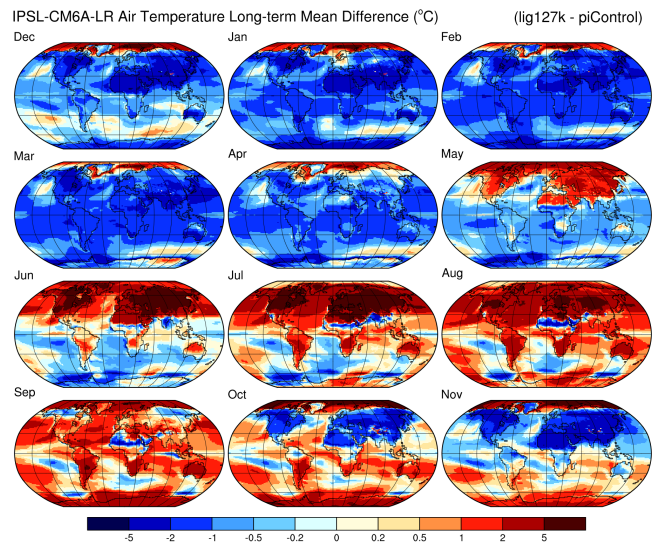 IPSL-CM6A-LR Air Temperature Long-term Mean Difference (°C) (lig127k - piControl)
Dec Jan Feb
Mar Apr May
Jun Jul Aug
Sep Oct Nov
-5 -2 -1 -0.5 -0.2 0 0.2 0.5 1 2 5